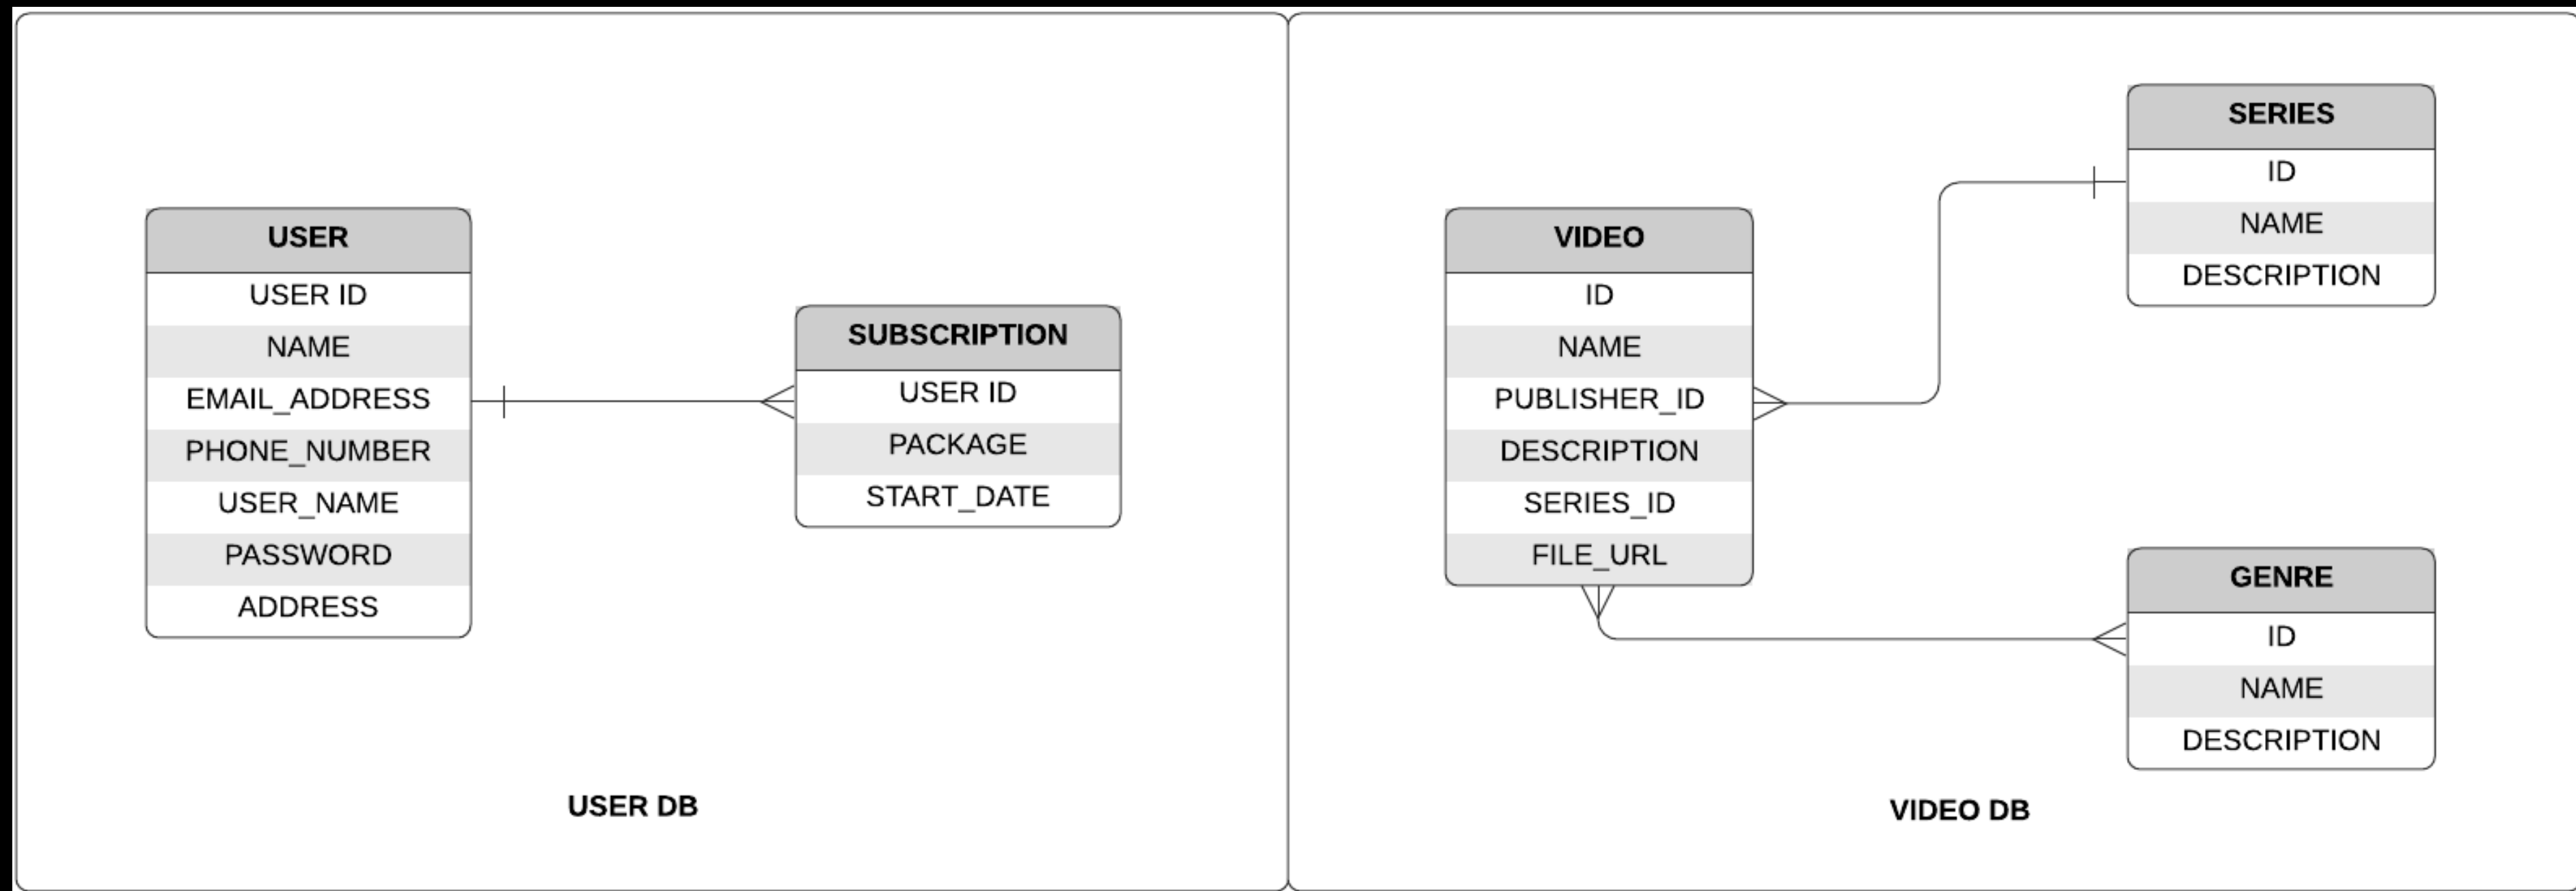 USER
USER ID
NAME
EMAIL_ADDRESS
PHONE_NUMBER
USER_NAME
PASSWORD
ADDRESS
SUBSCRIPTION
USER ID
PACKAGE
START_DATE
USER DB
VIDEO
ID
NAME
PUBLISHER_ID
DESCRIPTION
SERIES_ID
FILE_URL
SERIES
ID
NAME
DESCRIPTION
GENRE
ID
NAME
DESCRIPTION
VIDEO DB